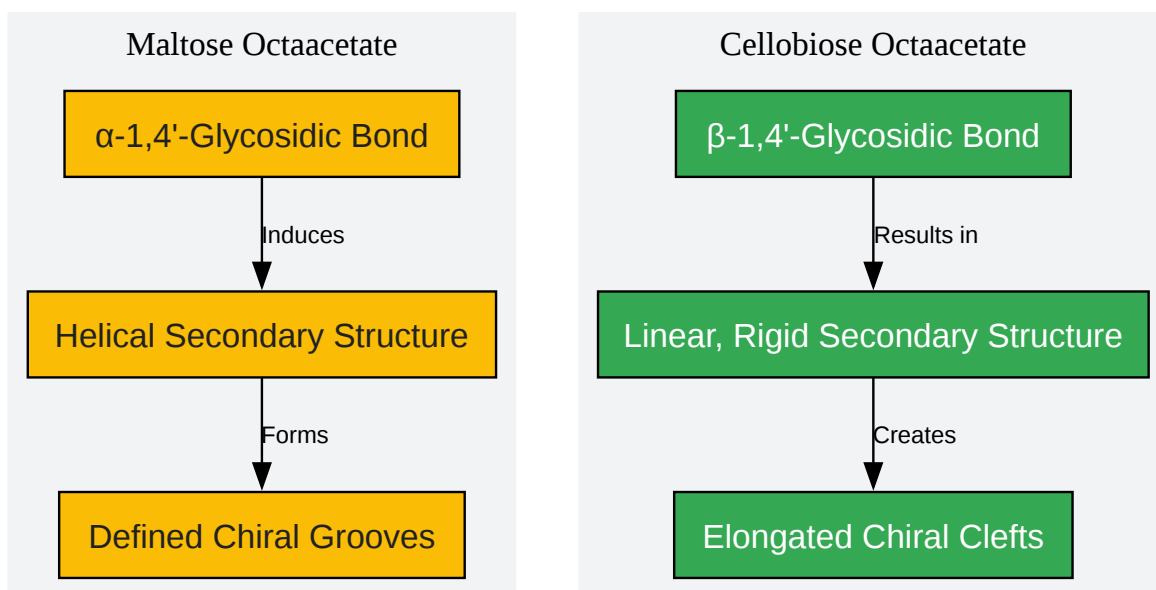 Maltose Octaacetate
α-1,4'-Glycosidic Bond
Induces
Helical Secondary Structure
Forms
Defined Chiral Grooves
Cellobiose Octaacetate
β-1,4'-Glycosidic Bond
Results in
Linear, Rigid Secondary Structure
Creates
Elongated Chiral Clefts